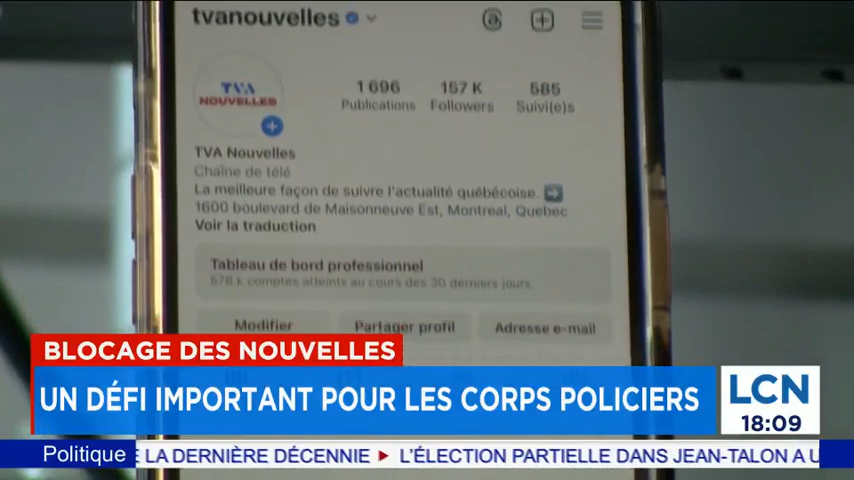 tvanouvelles
TVA
NOUVELLES
1 696
157 K
585
Publications
Followers
Suivi(e)s
TVA Nouvelles
Chaîne de télé
La meilleure façon de suivre l'actualité québécoise. ➡️
1600 boulevard de Maisonneuve Est, Montreal, Quebec
Voir la traduction
Tableau de bord professionnel
578 k comptes atteints au cours des 30 derniers jours.
Modifier
Partager profil
Adresse e-mail
BLOCAGE DES NOUVELLES
UN DÉFI IMPORTANT POUR LES CORPS POLICIERS
LCN
18:09
Politique
LA DERNIÈRE DÉCENNIE ▶ L'ÉLECTION PARTIELLE DANS JEAN-TALON A